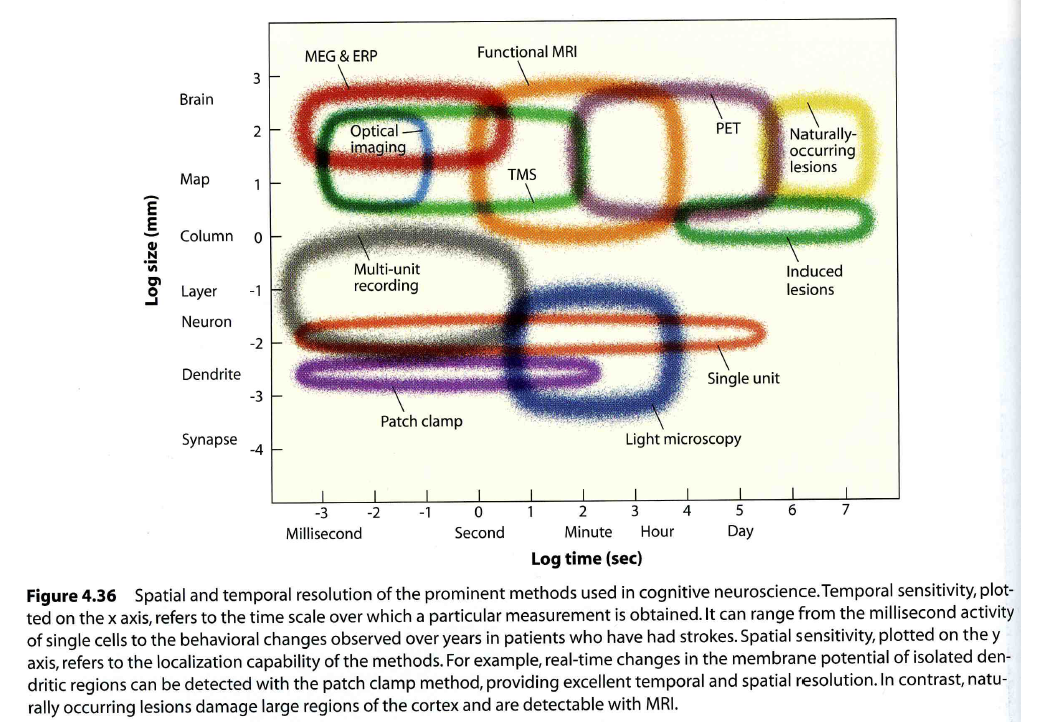 MEG & ERP
Functional MRI
3
Brain
2
Optical
imaging
PET
Naturally-
occurring
lesions
Map
1
TMS
Column
0
Log size (mm)
Multi-unit
recording
Induced
lesions
Layer
-1
Neuron
-2
Dendrite
Single unit
-3
Patch clamp
Light microscopy
Synapse
-4
-3 -2 -1 0 1 2 3 4 5 6 7
Millisecond Second Minute Hour Day
Log time (sec)
Figure 4.36 Spatial and temporal resolution of the prominent methods used in cognitive neuroscience. Temporal sensitivity, plot-
ted on the x axis, refers to the time scale over which a particular measurement is obtained. It can range from the millisecond activity
of single cells to the behavioral changes observed over years in patients who have had strokes. Spatial sensitivity, plotted on the y
axis, refers to the localization capability of the methods. For example, real-time changes in the membrane potential of isolated den-
dritic regions can be detected with the patch clamp method, providing excellent temporal and spatial resolution. In contrast, natu-
rally occurring lesions damage large regions of the cortex and are detectable with MRI.